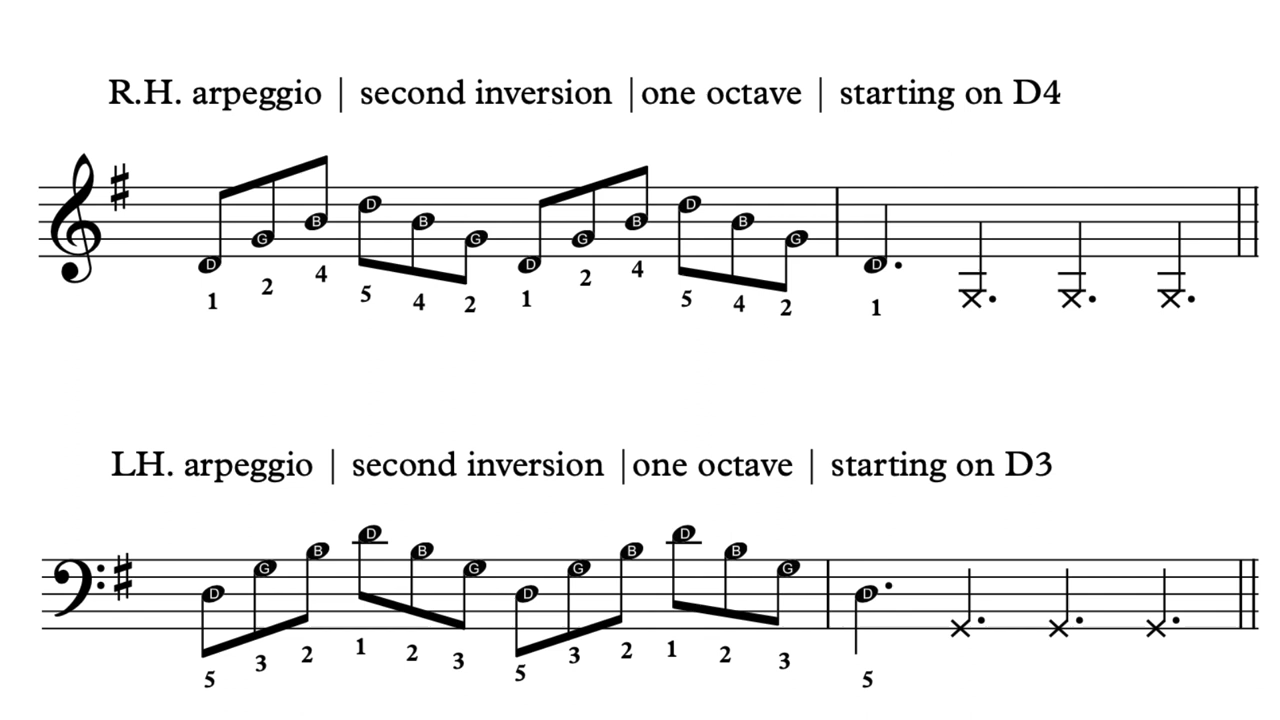 R.H. arpeggio | second inversion |one octave | starting on D4
D G B D B G D G B D B G D
1 2 4 5 4 2 1 2 4 5 4 2 1
LH. arpeggio | second inversion |one octave | starting on D3
D G B D B G D G B D B G D
5 3 2 1 2 3 5 3 2 1 2 3 5